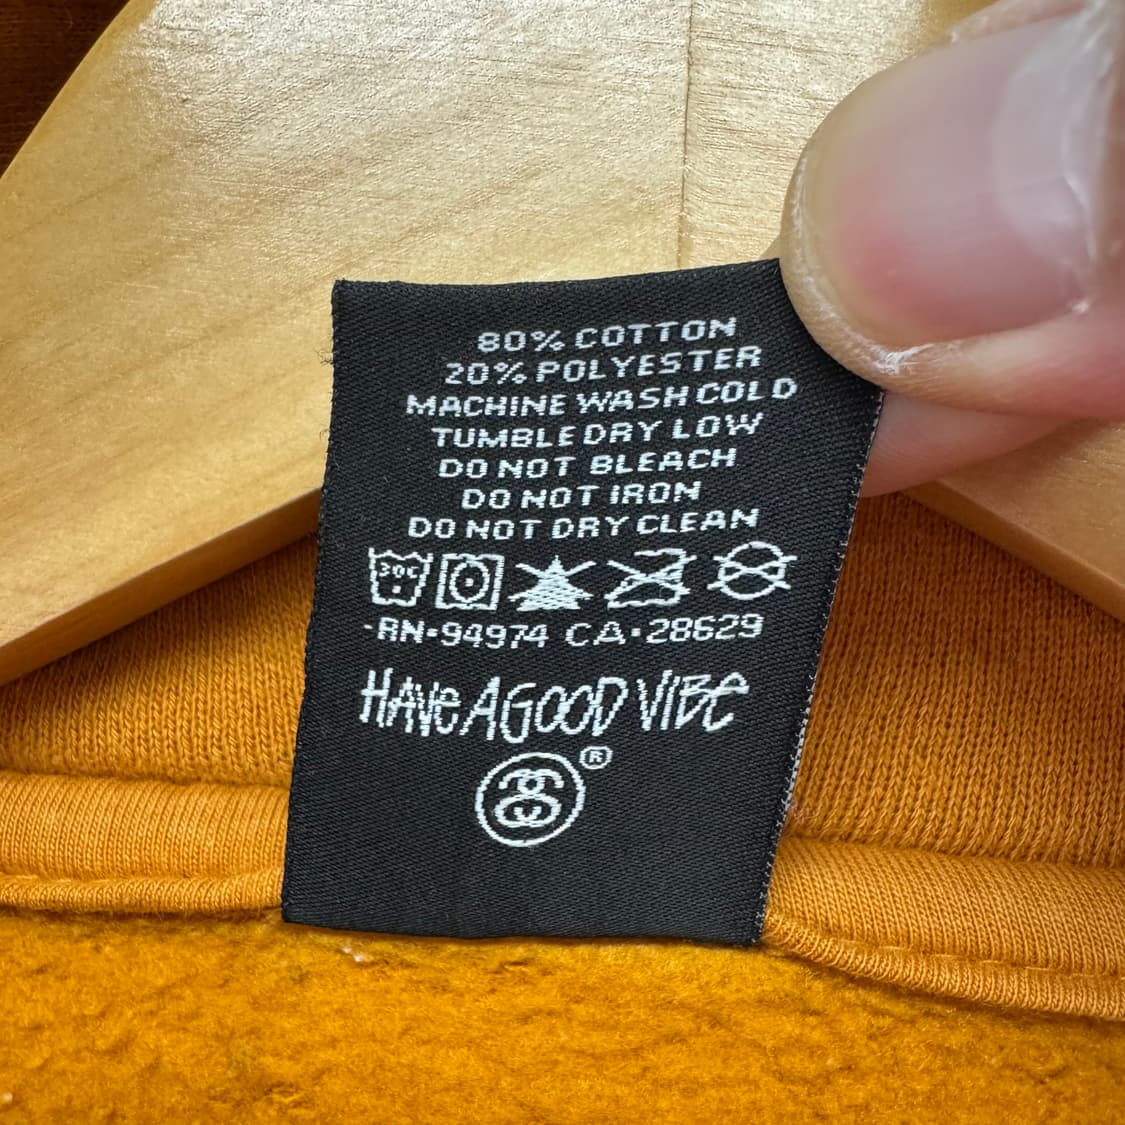 80% COTTON
20% POLYESTER
MACHINE WASH COLD
TUMBLE DRY LOW
DO NOT BLEACH
DO NOT IRON
DO NOT DRY CLEAN
30C
-RN•94974 CA•28629
HAVE A GOOD VIBE
®